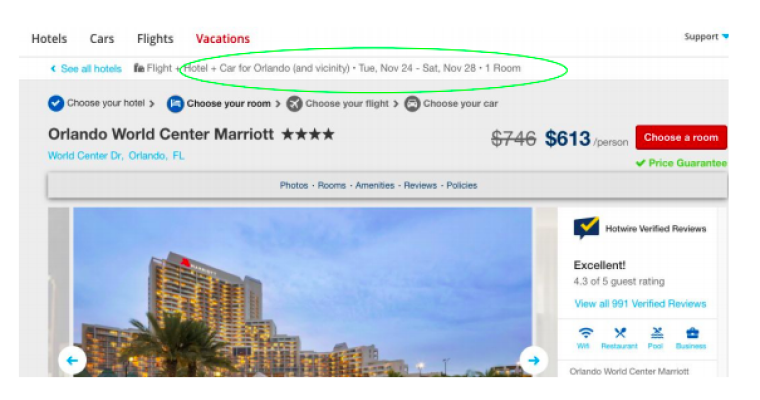 Hotels Cars Flights Vacations Support
See all hotels Flight + Hotel + Car for Orlando (and vicinity) • Tue, Nov 24 - Sat, Nov 28 • 1 Room
Choose your hotel > Choose your room > Choose your flight > Choose your car
Orlando World Center Marriott ★★★★ $746 $613 /person Choose a room
World Center Dr, Orlando, FL Price Guarantee
Photos - Rooms - Amenities - Reviews - Policies
MARRIOTT
Hotwire Verified Reviews
Excellent!
4.3 of 5 guest rating
View all 991 Verified Reviews
Wifi Restaurant Pool Business
Orlando World Center Marriott